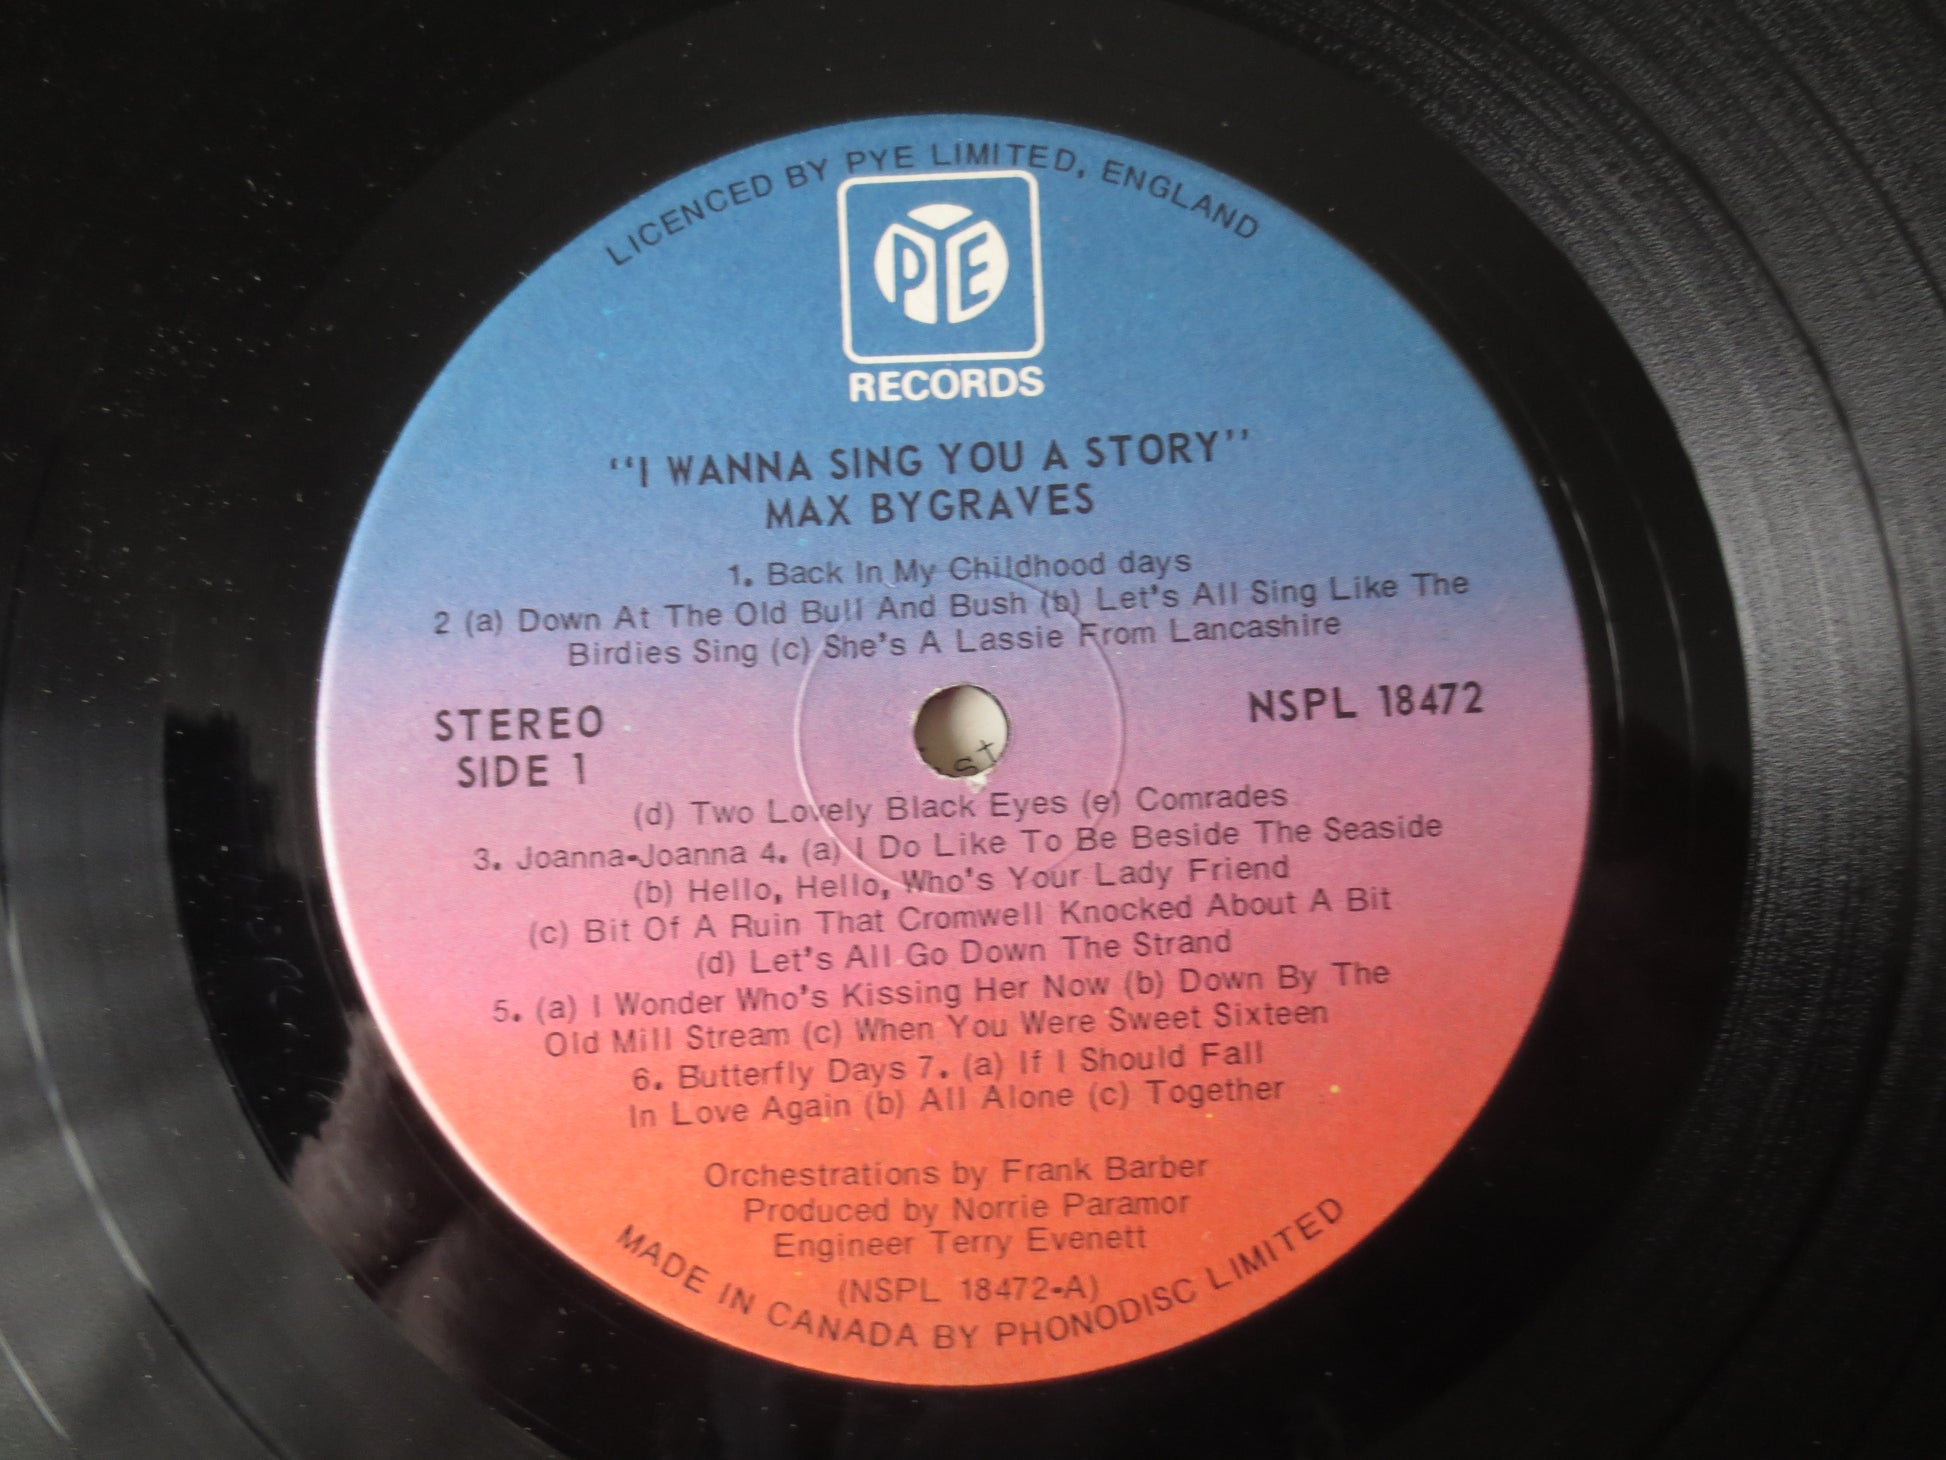 LICENCED BY PYE LIMITED, ENGLAND
PYE
RECORDS
"I WANNA SING YOU A STORY"
MAX BYGRAVES
1. Back In My Childhood days
2 (a) Down At The Old Bull And Bush (b) Let's All Sing Like The
Birdies Sing (c) She's A Lassie From Lancashire
STEREO
SIDE 1
NSPL 18472
st
(d) Two Lovely Black Eyes (e) Comrades
3. Joanna-Joanna 4. (a) I Do Like To Be Beside The Seaside
(b) Hello, Hello, Who's Your Lady Friend
(c) Bit Of A Ruin That Cromwell Knocked About A Bit
(d) Let's All Go Down The Strand
5. (a) I Wonder Who's Kissing Her Now (b) Down By The
Old Mill Stream (c) When You Were Sweet Sixteen
6. Butterfly Days 7. (a) If I Should Fall
In Love Again (b) All Alone (c) Together
Orchestrations by Frank Barber
Produced by Norrie Paramor
Engineer Terry Evenett
(NSPL 18472-A)
MADE IN CANADA BY PHONODISC LIMITED